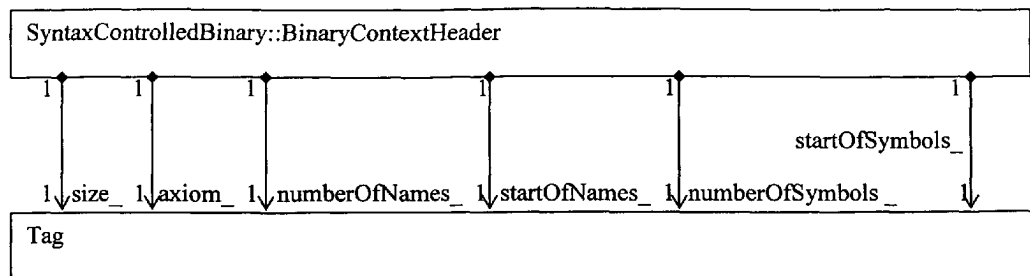 SyntaxControlledBinary::BinaryContextHeader
1 1 1 1 1 1
startOfSymbols_
1 size_ 1 axiom_ 1 numberOfNames_ 1 startOfNames_ 1 numberOfSymbols _ 1
Tag